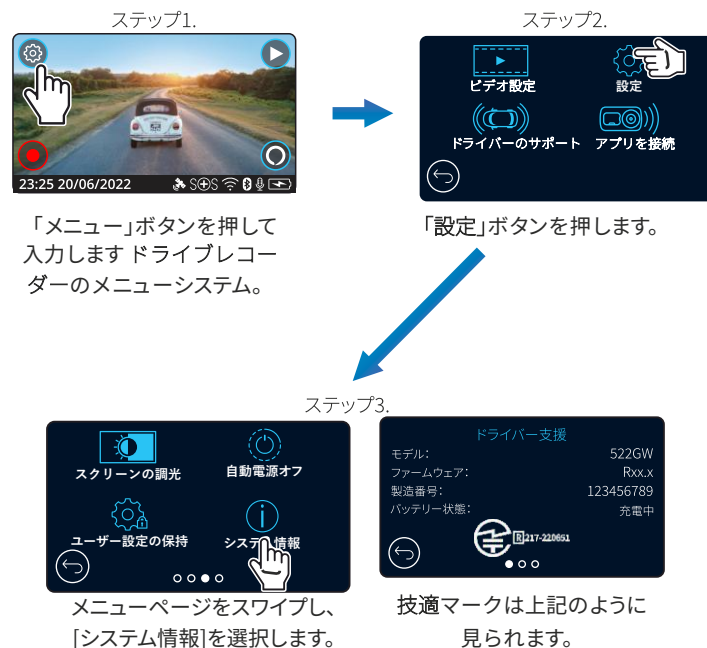 ステップ1.
23:25 20/06/2022
SOS
「メニュー」ボタンを押して
入力します ドライブレコー
ダーのメニューシステム。
ステップ2.
ビデオ設定
設定
ドライバーのサポート
アプリを接続
「設定」ボタンを押します。
ステップ3.
スクリーンの調光
自動電源オフ
ユーザー設定の保持
システム情報
メニューページをスワイプし、
[システム情報]を選択します。
ドライバー支援
モデル: 522GW
ファームウェア: Rxx.x
製造番号: 123456789
バッテリー状態: 充電中
R 217-220651
技適マークは上記のように
見られます。